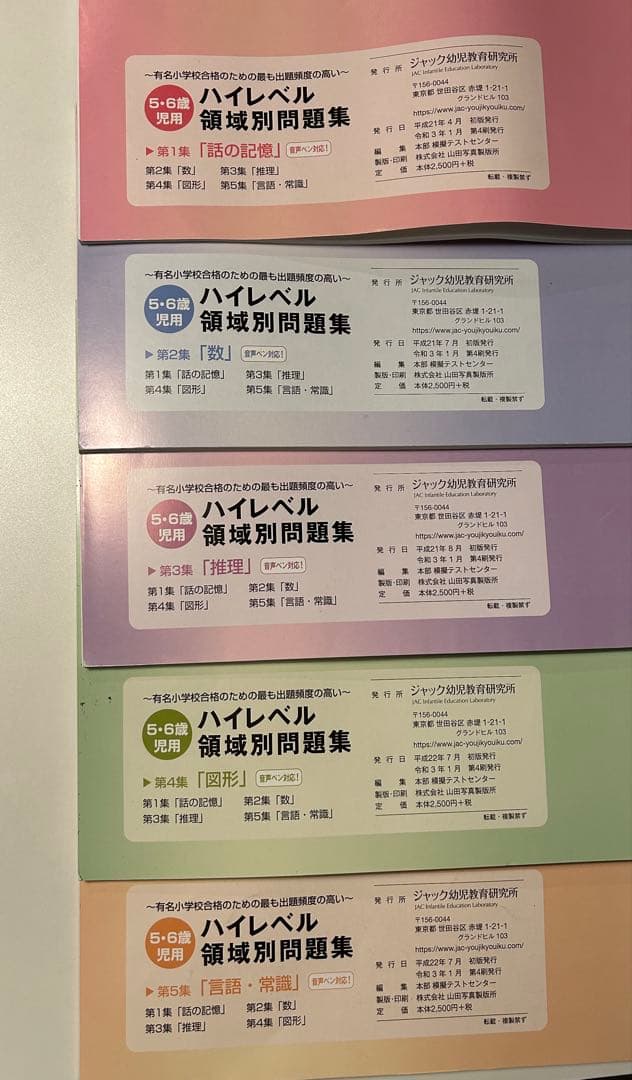 ～有名小学校合格のための最も出題頻度の高い～
5・6歳児用
ハイレベル
領域別問題集
▶第1集「話の記憶」 音声ペン対応！
第2集「数」 第3集「推理」
第4集「図形」 第5集「言語・常識」
発行所 ジャック幼児教育研究所
JAC Infantile Education Laboratory
〒156-0044
東京都 世田谷区 赤堤 1-21-1
グランドヒル 103
https://www.jac-youjikyouiku.com/
発行日 平成21年4月 初版発行
令和3年1月 第4刷発行
編集 本部 模擬テストセンター
製版・印刷 株式会社 山田写真製版所
定価 本体2,500円＋税
転載・複製禁ず
～有名小学校合格のための最も出題頻度の高い～
5・6歳児用
ハイレベル
領域別問題集
▶第2集「数」 音声ペン対応！
第1集「話の記憶」 第3集「推理」
第4集「図形」 第5集「言語・常識」
発行所 ジャック幼児教育研究所
JAC Infantile Education Laboratory
〒156-0044
東京都 世田谷区 赤堤 1-21-1
グランドヒル 103
https://www.jac-youjikyouiku.com/
発行日 平成21年7月 初版発行
令和3年1月 第4刷発行
編集 本部 模擬テストセンター
製版・印刷 株式会社 山田写真製版所
定価 本体2,500円＋税
転載・複製禁ず
～有名小学校合格のための最も出題頻度の高い～
5・6歳児用
ハイレベル
領域別問題集
▶第3集「推理」 音声ペン対応！
第1集「話の記憶」 第2集「数」
第4集「図形」 第5集「言語・常識」
発行所 ジャック幼児教育研究所
JAC Infantile Education Laboratory
〒156-0044
東京都 世田谷区 赤堤 1-21-1
グランドヒル 103
https://www.jac-youjikyouiku.com/
発行日 平成21年8月 初版発行
令和3年1月 第4刷発行
編集 本部 模擬テストセンター
製版・印刷 株式会社 山田写真製版所
定価 本体2,500円＋税
転載・複製禁ず
～有名小学校合格のための最も出題頻度の高い～
5・6歳児用
ハイレベル
領域別問題集
▶第4集「図形」 音声ペン対応！
第1集「話の記憶」 第2集「数」
第3集「推理」 第5集「言語・常識」
発行所 ジャック幼児教育研究所
JAC Infantile Education Laboratory
〒156-0044
東京都 世田谷区 赤堤 1-21-1
グランドヒル 103
https://www.jac-youjikyouiku.com/
発行日 平成22年7月 初版発行
令和3年1月 第4刷発行
編集 本部 模擬テストセンター
製版・印刷 株式会社 山田写真製版所
定価 本体2,500円＋税
転載・複製禁ず
～有名小学校合格のための最も出題頻度の高い～
5・6歳児用
ハイレベル
領域別問題集
▶第5集「言語・常識」 音声ペン対応！
第1集「話の記憶」 第2集「数」
第3集「推理」 第4集「図形」
発行所 ジャック幼児教育研究所
JAC Infantile Education Laboratory
〒156-0044
東京都 世田谷区 赤堤 1-21-1
グランドヒル 103
https://www.jac-youjikyouiku.com/
発行日 平成22年7月 初版発行
令和3年1月 第4刷発行
編集 本部 模擬テストセンター
製版・印刷 株式会社 山田写真製版所
定価 本体2,500円＋税
転載・複製禁ず